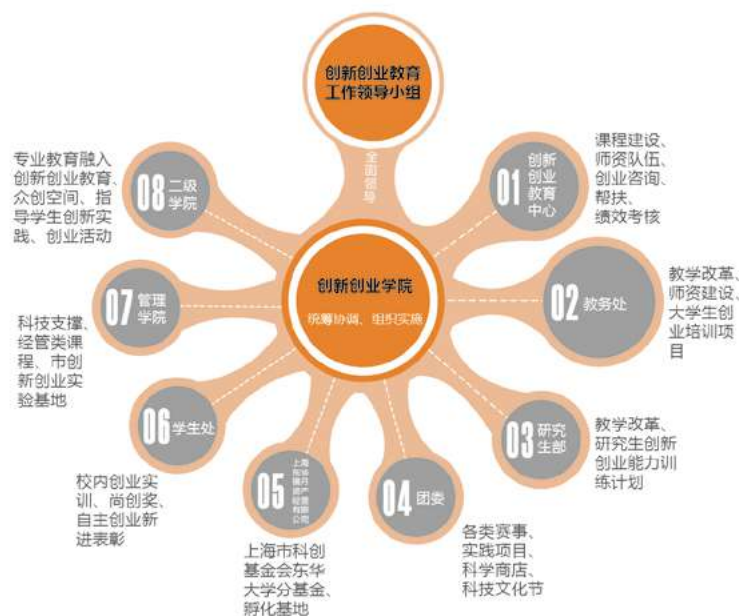 创新创业教育
工作领导小组
全面领导
创新创业学院
统筹协调、组织实施
01
创新
创业
教育
中心
课程建设、
师资队伍、
创业咨询、
帮扶、
绩效考核
02
教务处
教学改革、
师资建设、
大学生创
业培训项
目
03
研究
生部
教学改革、
研究生创新
创业能力训
练计划
04
团委
各类赛事、
实践项目、
科学商店、
科技文化节
05
上海市科创
基金会东华
大学分基金、
孵化基地
06
学生处
校内创业实
训、尚创奖、
自主创业新
进表彰
07
管理
学院
科技支撑、
经管类课
程、市创
新创业实
验基地
08
二级
学院
专业教育融入
创新创业教育、
众创空间、指
导学生创新实
践、创业活动